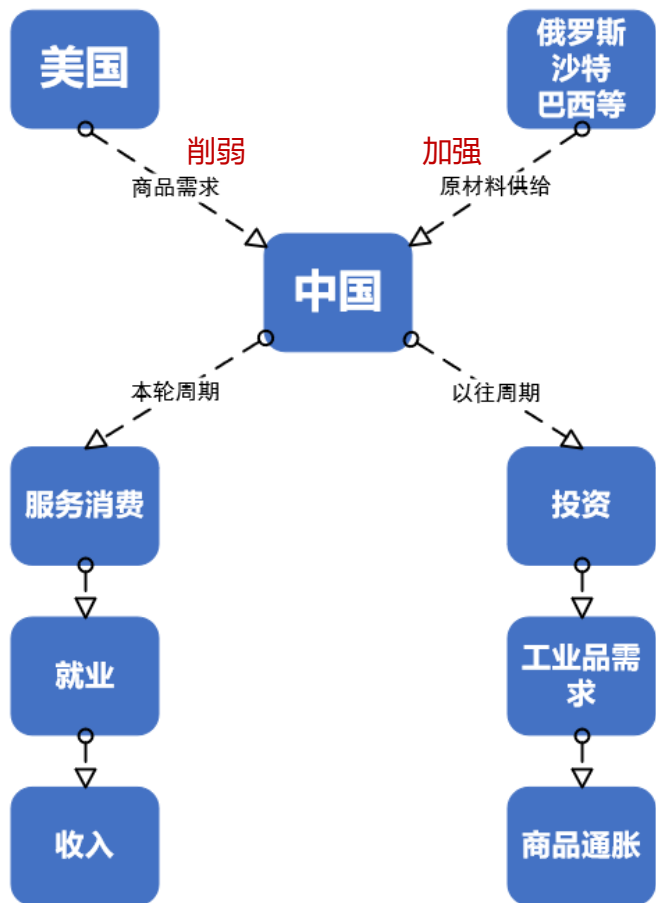 美国
俄罗斯
沙特
巴西等
削弱
加强
商品需求
原材料供给
中国
本轮周期
以往周期
服务消费
投资
就业
工业品需
求
收入
商品通胀